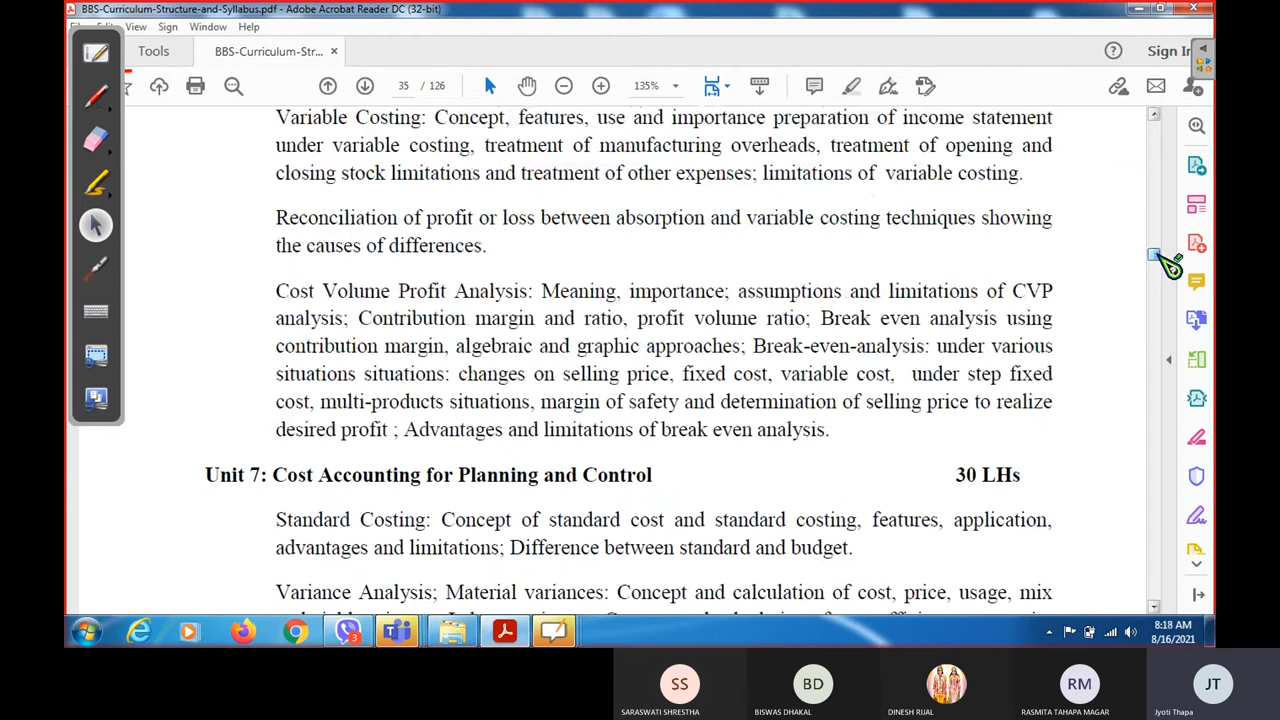 BBS-Curriculum-Structure-and-Syllabus.pdf - Adobe Acrobat Reader DC (32-bit)
View Sign Window Help
Tools BBS-Curriculum-Str... × Sign In
35 / 126 135%
Variable Costing: Concept, features, use and importance preparation of income statement
under variable costing, treatment of manufacturing overheads, treatment of opening and
closing stock limitations and treatment of other expenses; limitations of variable costing.
Reconciliation of profit or loss between absorption and variable costing techniques showing
the causes of differences.
Cost Volume Profit Analysis: Meaning, importance; assumptions and limitations of CVP
analysis; Contribution margin and ratio, profit volume ratio; Break even analysis using
contribution margin, algebraic and graphic approaches; Break-even-analysis: under various
situations situations: changes on selling price, fixed cost, variable cost, under step fixed
cost, multi-products situations, margin of safety and determination of selling price to realize
desired profit ; Advantages and limitations of break even analysis.
Unit 7: Cost Accounting for Planning and Control 30 LHs
Standard Costing: Concept of standard cost and standard costing, features, application,
advantages and limitations; Difference between standard and budget.
Variance Analysis; Material variances: Concept and calculation of cost, price, usage, mix
3
8:18 AM
8/16/2021
SS BD RM JT
SARASWATI SHRESTHA BISWAS DHAKAL DINESH RIJAL RASMITA TAHAPA MAGAR Jyoti Thapa